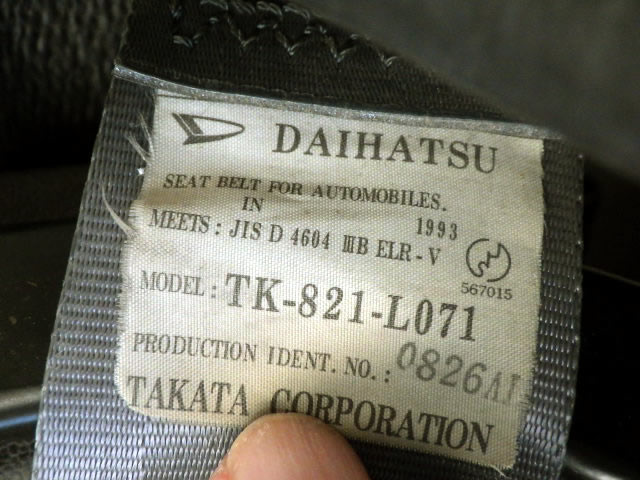 DAIHATSU
SEAT BELT FOR AUTOMOBILES.
IN 1993
MEETS: JIS D 4604 ⅢB ELR-V
567015
MODEL: TK-821-L071
PRODUCTION IDENT. NO.: 0826AI
TAKATA CORPORATION